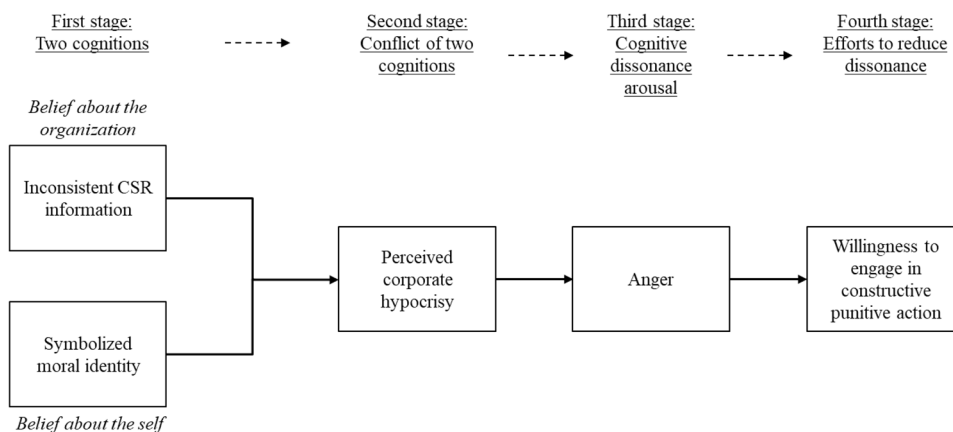 First stage:
Two cognitions
Second stage:
Conflict of two
cognitions
Third stage:
Cognitive
dissonance
arousal
Fourth stage:
Efforts to reduce
dissonance
Belief about the
organization
Inconsistent CSR
information
Symbolized
moral identity
Belief about the self
Perceived
corporate
hypocrisy
Anger
Willingness to
engage in
constructive
punitive action